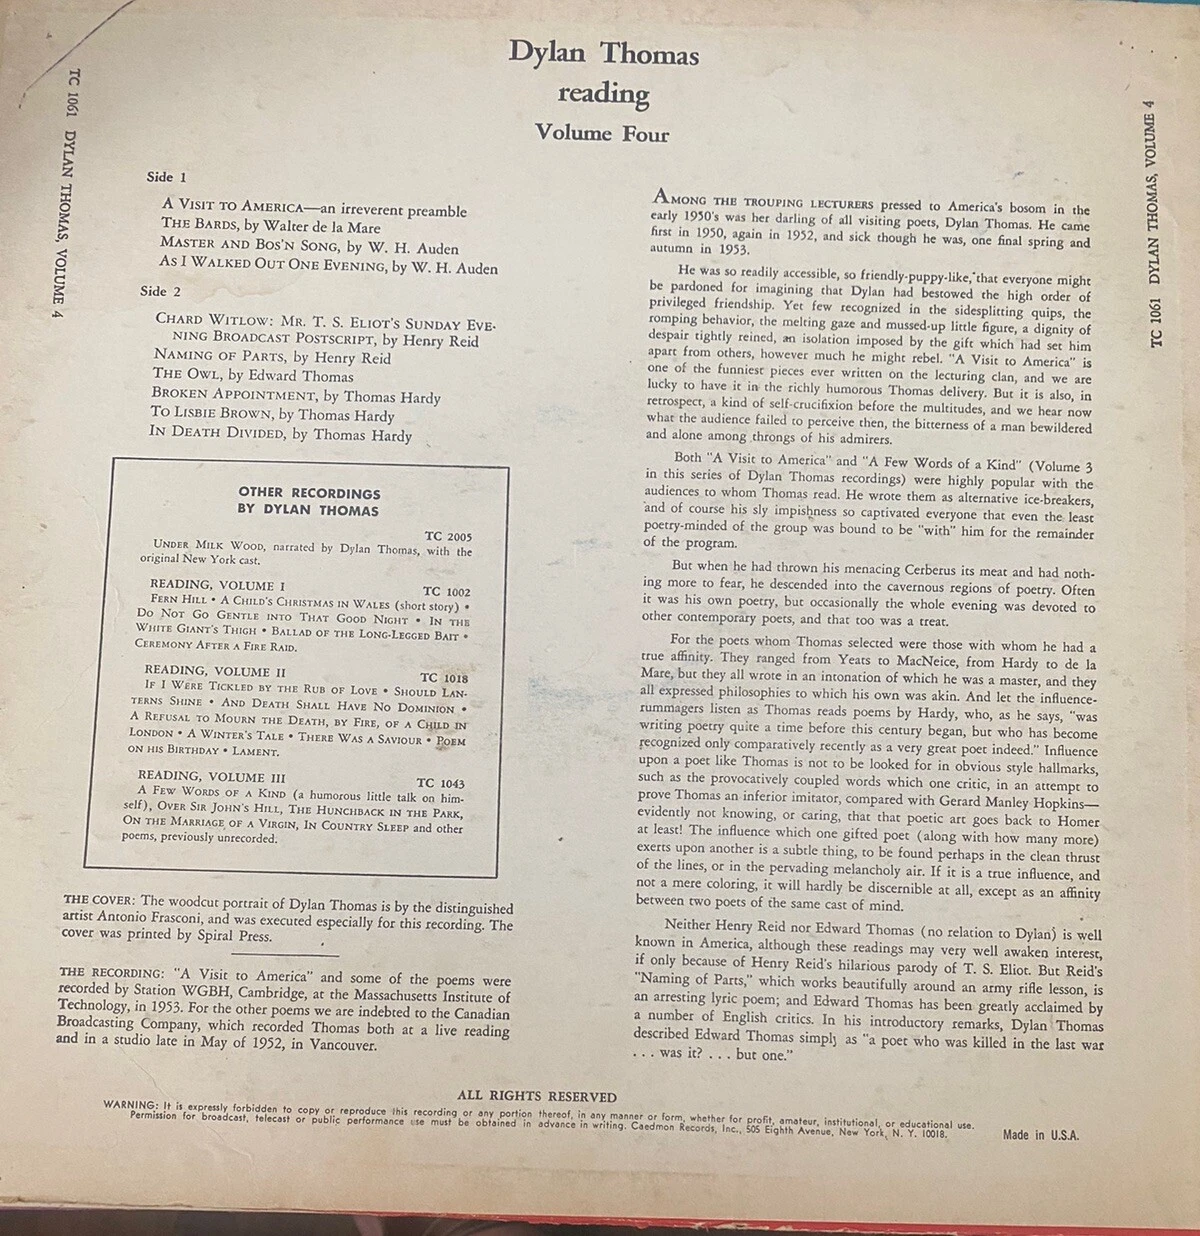 Dylan Thomas
reading
Volume Four
TC 1061 DYLAN THOMAS, VOLUME 4
Side 1
A VISIT TO AMERICA—an irreverent preamble
THE BARDS, by Walter de la Mare
MASTER AND BOS'N SONG, by W. H. Auden
AS I WALKED OUT ONE EVENING, by W. H. Auden
Side 2
CHARD WITLOW: MR. T. S. ELIOT'S SUNDAY EVE-
NING BROADCAST POSTSCRIPT, by Henry Reid
NAMING OF PARTS, by Henry Reid
THE OWL, by Edward Thomas
BROKEN APPOINTMENT, by Thomas Hardy
TO LISBIE BROWN, by Thomas Hardy
IN DEATH DIVIDED, by Thomas Hardy
OTHER RECORDINGS
BY DYLAN THOMAS
TC 2005
UNDER MILK WOOD, narrated by Dylan Thomas, with the
original New York cast.
READING, VOLUME I TC 1002
FERN HILL • A CHILD'S CHRISTMAS IN WALES (short story) •
DO NOT GO GENTLE INTO THAT GOOD NIGHT • IN THE
WHITE GIANT'S THIGH • BALLAD OF THE LONG-LEGGED BAIT •
CEREMONY AFTER A FIRE RAID.
READING, VOLUME II TC 1018
IF I WERE TICKLED BY THE RUB OF LOVE • SHOULD LAN-
TERNS SHINE • AND DEATH SHALL HAVE NO DOMINION •
A REFUSAL TO MOURN THE DEATH, BY FIRE, OF A CHILD IN
LONDON • A WINTER'S TALE • THERE WAS A SAVIOUR • POEM
ON HIS BIRTHDAY • LAMENT.
READING, VOLUME III TC 1043
A FEW WORDS OF A KIND (a humorous little talk on him-
self), OVER SIR JOHN'S HILL, THE HUNCHBACK IN THE PARK,
ON THE MARRIAGE OF A VIRGIN, IN COUNTRY SLEEP and other
poems, previously unrecorded.
THE COVER: The woodcut portrait of Dylan Thomas is by the distinguished
artist Antonio Frasconi, and was executed especially for this recording. The
cover was printed by Spiral Press.
THE RECORDING: "A Visit to America" and some of the poems were
recorded by Station WGBH, Cambridge, at the Massachusetts Institute of
Technology, in 1953. For the other poems we are indebted to the Canadian
Broadcasting Company, which recorded Thomas both at a live reading
and in a studio late in May of 1952, in Vancouver.
AMONG THE TROUPING LECTURERS pressed to America's bosom in the
early 1950's was her darling of all visiting poets, Dylan Thomas. He came
first in 1950, again in 1952, and sick though he was, one final spring and
autumn in 1953.
He was so readily accessible, so friendly-puppy-like, that everyone might
be pardoned for imagining that Dylan had bestowed the high order of
privileged friendship. Yet few recognized in the sidesplitting quips, the
romping behavior, the melting gaze and mussed-up little figure, a dignity of
despair tightly reined, an isolation imposed by the gift which had set him
apart from others, however much he might rebel. "A Visit to America" is
one of the funniest pieces ever written on the lecturing clan, and we are
lucky to have it in the richly humorous Thomas delivery. But it is also, in
retrospect, a kind of self-crucifixion before the multitudes, and we hear now
what the audience failed to perceive then, the bitterness of a man bewildered
and alone among throngs of his admirers.
Both "A Visit to America" and "A Few Words of a Kind" (Volume 3
in this series of Dylan Thomas recordings) were highly popular with the
audiences to whom Thomas read. He wrote them as alternative ice-breakers,
and of course his sly impishness so captivated everyone that even the least
poetry-minded of the group was bound to be "with" him for the remainder
of the program.
But when he had thrown his menacing Cerberus its meat and had noth-
ing more to fear, he descended into the cavernous regions of poetry. Often
it was his own poetry, but occasionally the whole evening was devoted to
other contemporary poets, and that too was a treat.
For the poets whom Thomas selected were those with whom he had a
true affinity. They ranged from Yeats to MacNeice, from Hardy to de la
Mare, but they all wrote in an intonation of which he was a master, and they
all expressed philosophies to which his own was akin. And let the influence-
rummagers listen as Thomas reads poems by Hardy, who, as he says, "was
writing poetry quite a time before this century began, but who has become
recognized only comparatively recently as a very great poet indeed." Influence
upon a poet like Thomas is not to be looked for in obvious style hallmarks,
such as the provocatively coupled words which one critic, in an attempt to
prove Thomas an inferior imitator, compared with Gerard Manley Hopkins—
evidently not knowing, or caring, that that poetic art goes back to Homer
at least! The influence which one gifted poet (along with how many more)
exerts upon another is a subtle thing, to be found perhaps in the clean thrust
of the lines, or in the pervading melancholy air. If it is a true influence, and
not a mere coloring, it will hardly be discernible at all, except as an affinity
between two poets of the same cast of mind.
Neither Henry Reid nor Edward Thomas (no relation to Dylan) is well
known in America, although these readings may very well awaken interest,
if only because of Henry Reid's hilarious parody of T. S. Eliot. But Reid's
"Naming of Parts," which works beautifully around an army rifle lesson, is
an arresting lyric poem; and Edward Thomas has been greatly acclaimed by
a number of English critics. In his introductory remarks, Dylan Thomas
described Edward Thomas simply as "a poet who was killed in the last war
. . . was it? . . . but one."
TC 1061 DYLAN THOMAS, VOLUME 4
ALL RIGHTS RESERVED
WARNING: It is expressly forbidden to copy or reproduce this recording or any portion thereof, in any manner or form, whether for profit, amateur, institutional, or educational use.
Permission for broadcast, telecast or public performance use must be obtained in advance in writing. Caedmon Records, Inc., 505 Eighth Avenue, New York, N. Y. 10018.
Made in U.S.A.